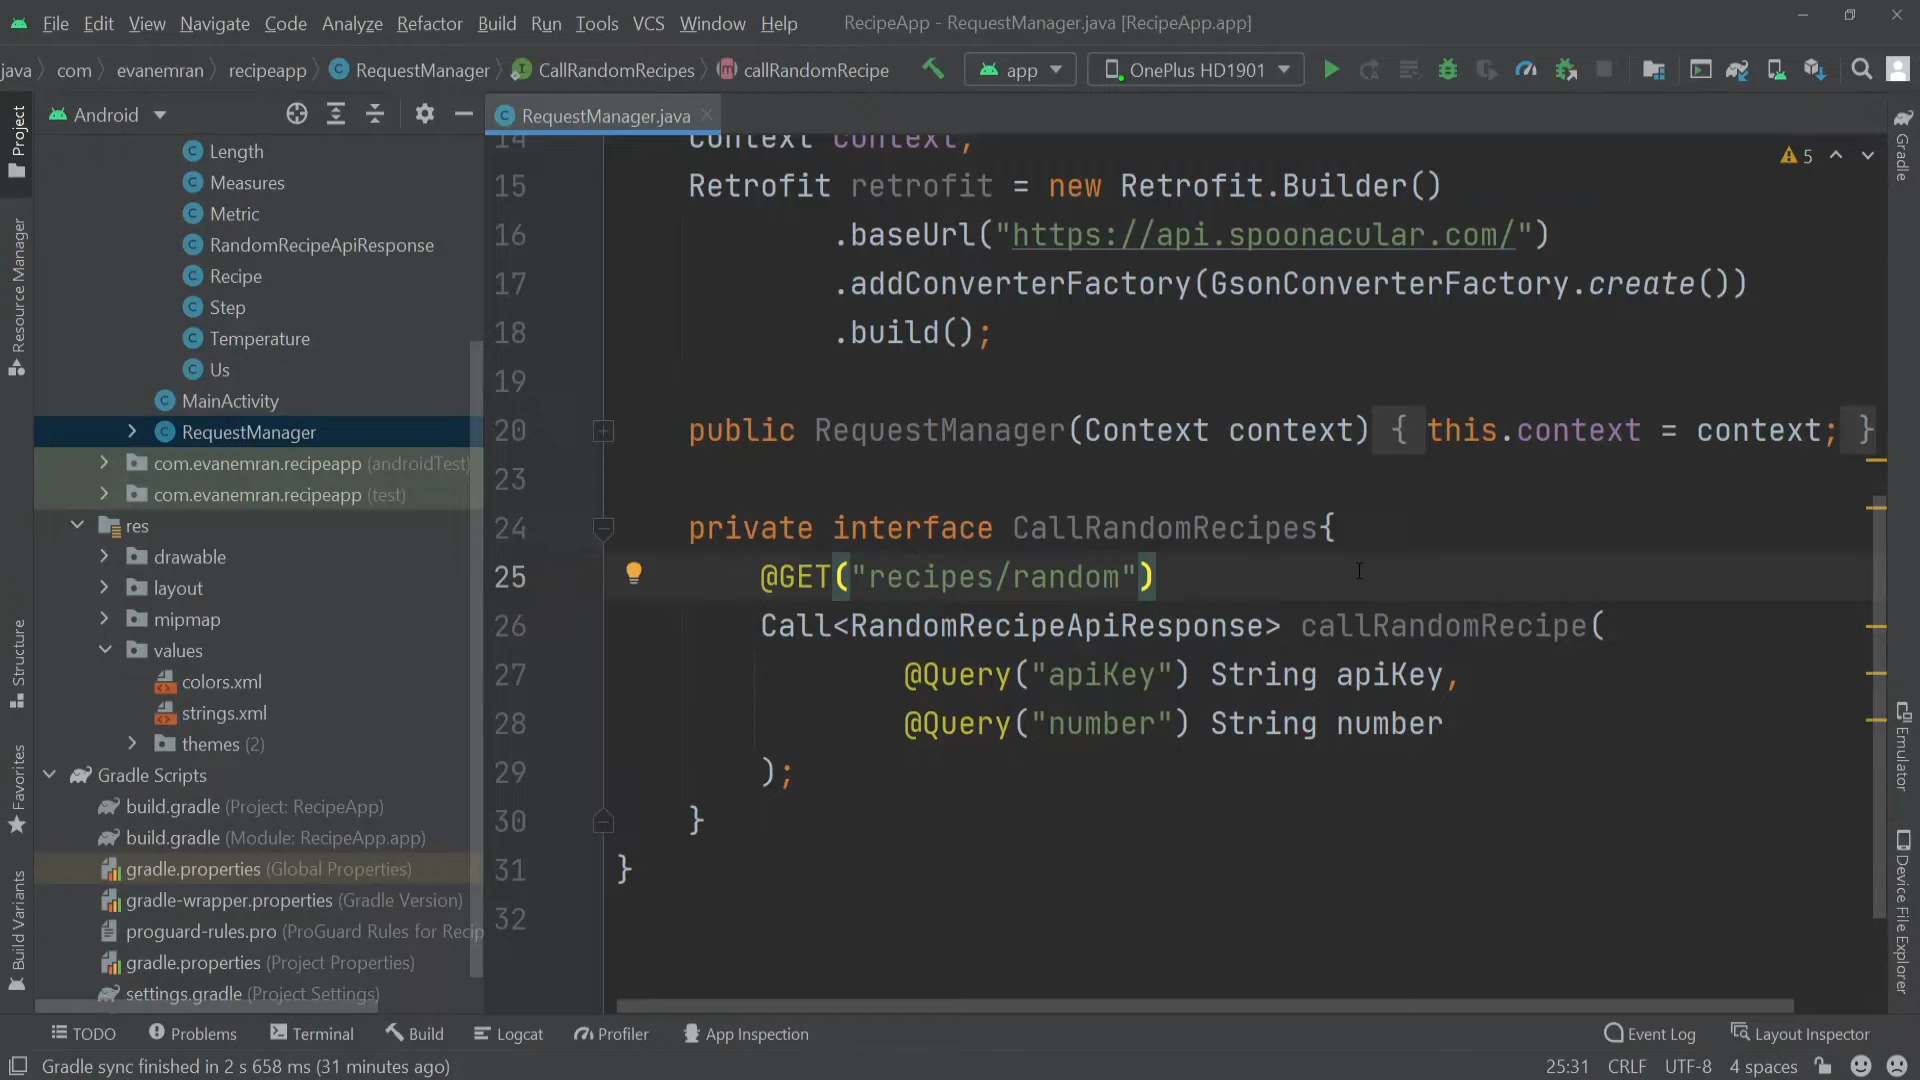 File Edit View Navigate Code Analyze Refactor Build Run Tools VCS Window Help RecipeApp - RequestManager.java [RecipeApp.app]
java com evanemran recipeapp RequestManager CallRandomRecipes callRandomRecipe app OnePlus HD1901
Project
Resource Manager
Structure
Favorites
Build Variants
Android
Length
Measures
Metric
RandomRecipeApiResponse
Recipe
Step
Temperature
Us
MainActivity
RequestManager
com.evanemran.recipeapp (androidTest)
com.evanemran.recipeapp (test)
res
drawable
layout
mipmap
values
colors.xml
strings.xml
themes (2)
Gradle Scripts
build.gradle (Project: RecipeApp)
build.gradle (Module: RecipeApp.app)
gradle.properties (Global Properties)
gradle-wrapper.properties (Gradle Version)
proguard-rules.pro (ProGuard Rules for Recip
gradle.properties (Project Properties)
settings.gradle (Project Settings)
RequestManager.java
5
14 Context context;
15 Retrofit retrofit = new Retrofit.Builder()
16 .baseUrl("https://api.spoonacular.com/")
17 .addConverterFactory(GsonConverterFactory.create())
18 .build();
19
20 public RequestManager(Context context) { this.context = context; }
23
24 private interface CallRandomRecipes{
25 @GET("recipes/random")
26 Call<RandomRecipeApiResponse> callRandomRecipe(
27 @Query("apiKey") String apiKey,
28 @Query("number") String number
29 );
30 }
31 }
32
Gradle
Emulator
Device File Explorer
TODO Problems Terminal Build Logcat Profiler App Inspection Event Log Layout Inspector
Gradle sync finished in 2 s 658 ms (31 minutes ago) 25:31 CRLF UTF-8 4 spaces